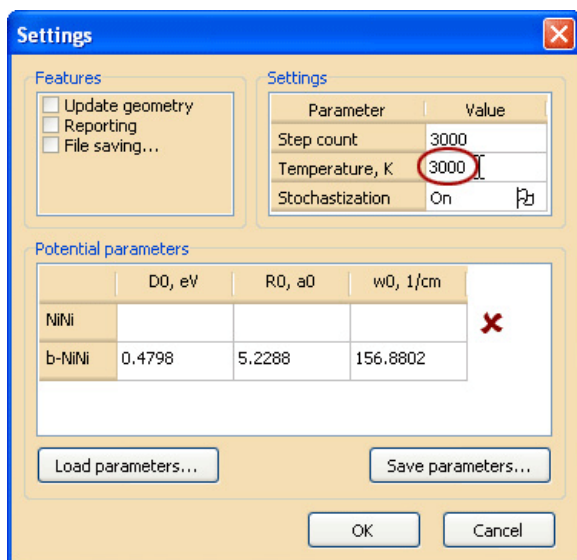 Settings
Features
Update geometry
Reporting
File saving...
Settings
Parameter Value
Step count 3000
Temperature, K 3000
Stochastization On
Potential parameters
D0, eV R0, a0 w0, 1/cm
NiNi
b-NiNi 0.4798 5.2288 156.8802
Load parameters... Save parameters...
OK Cancel